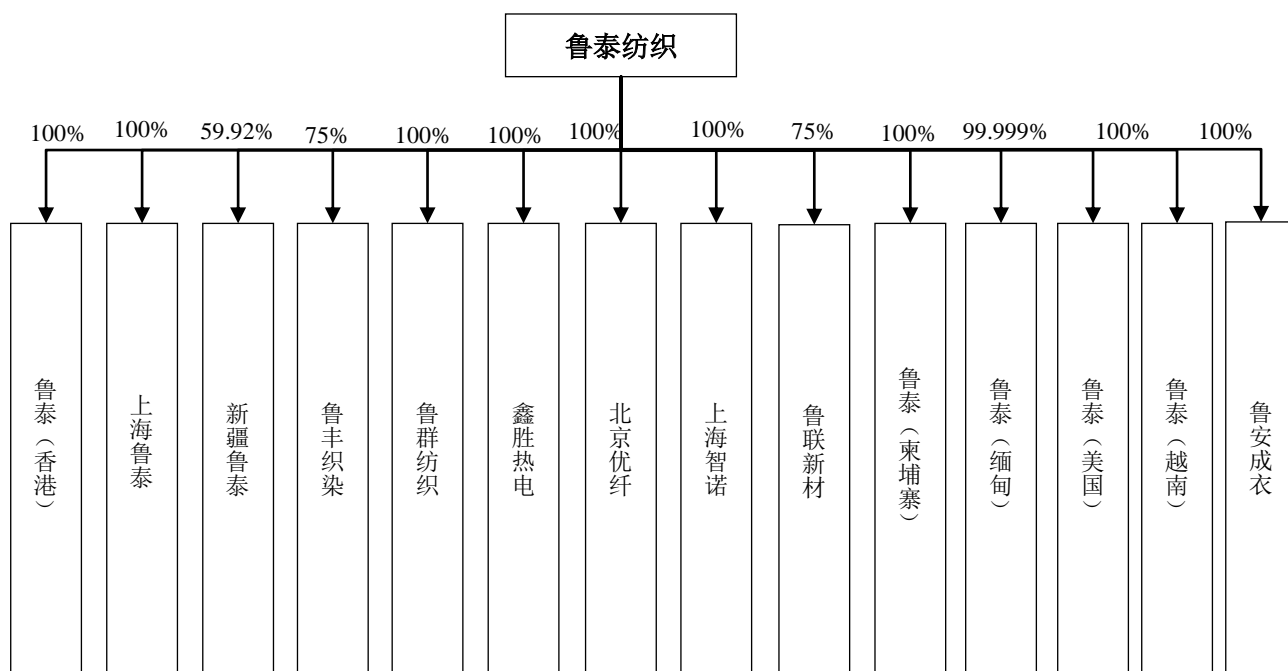 鲁泰纺织
100%
100%
59.92%
75%
100%
100%
100%
100%
75%
100%
99.999%
100%
100%
鲁泰（香港）
上海鲁泰
新疆鲁泰
鲁丰织染
鲁群纺织
鑫胜热电
北京优纤
上海智诺
鲁联新材
鲁泰（柬埔寨）
鲁泰（缅甸）
鲁泰（美国）
鲁泰（越南）
鲁安成衣